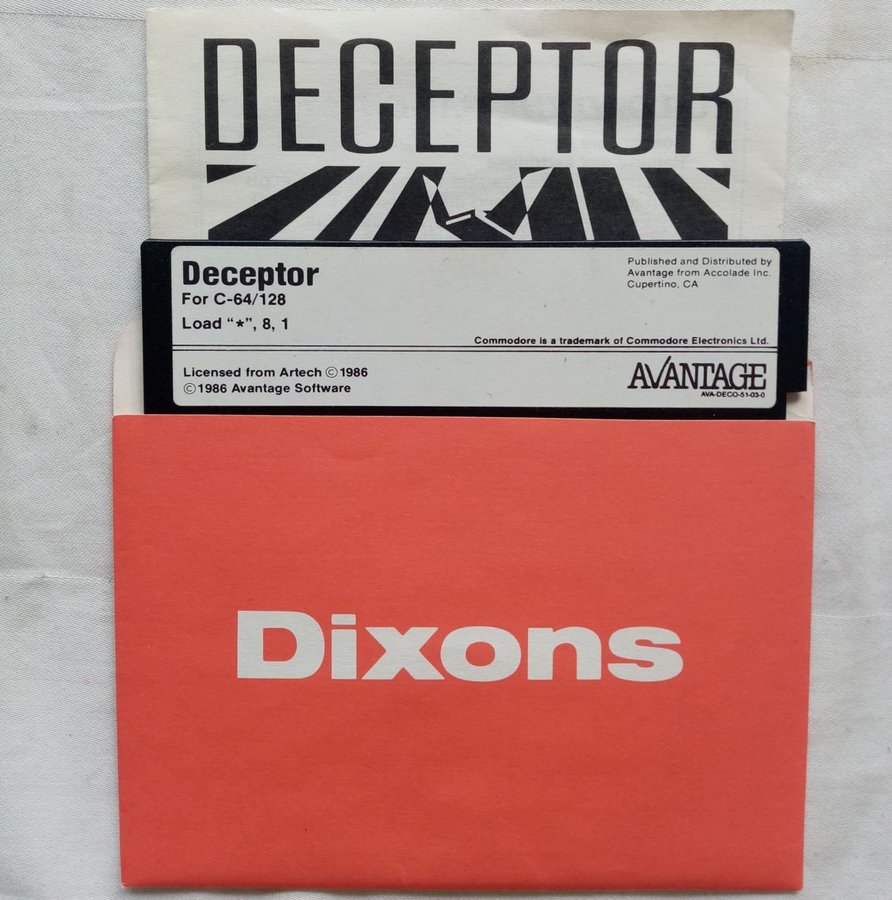 DECEPTOR
Deceptor
For C-64/128
Load “*”, 8, 1
Published and Distributed by
Avantage from Accolade Inc.
Cupertino, CA
Commodore is a trademark of Commodore Electronics Ltd.
Licensed from Artech ©1986
©1986 Avantage Software
AVANTAGE
AVA-DECO-51-03-0
Dixons